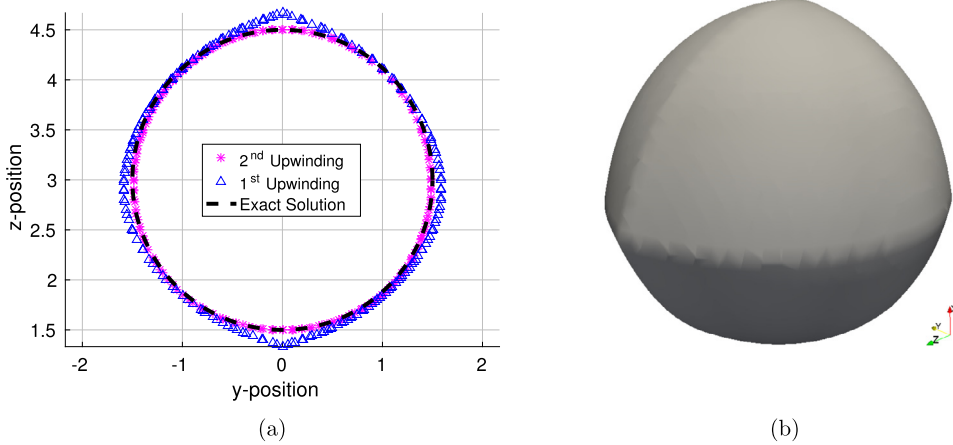 4.5
4
3.5
3
2.5
2
1.5
z-position
2nd Upwinding
1st Upwinding
Exact Solution
-2 -1 0 1 2
y-position
Y
Z
(a) (b)